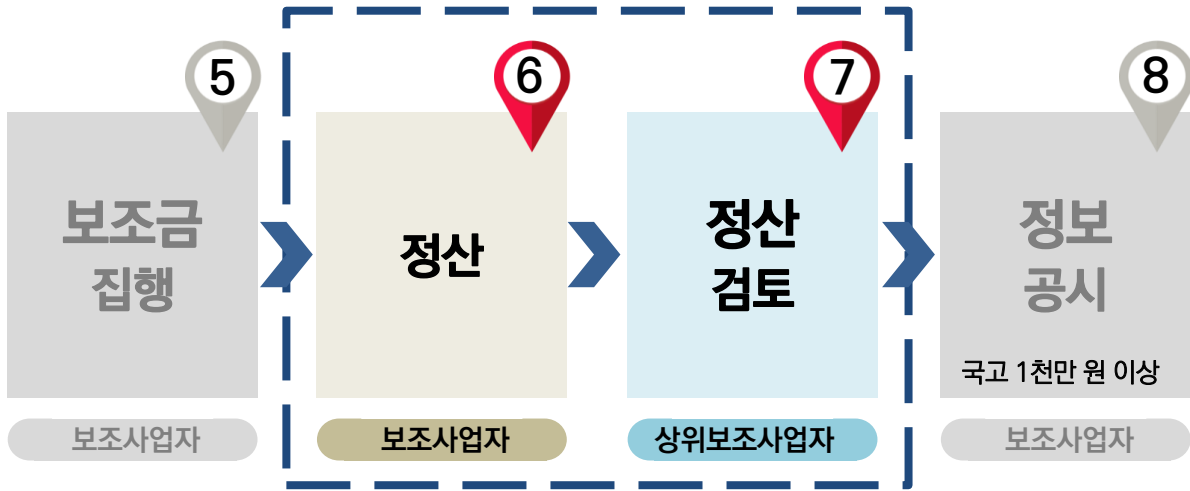 5
보조금
집행
보조사업자
6
정산
보조사업자
7
정산
검토
상위보조사업자
8
정보
공시
국고 1천만 원 이상
보조사업자